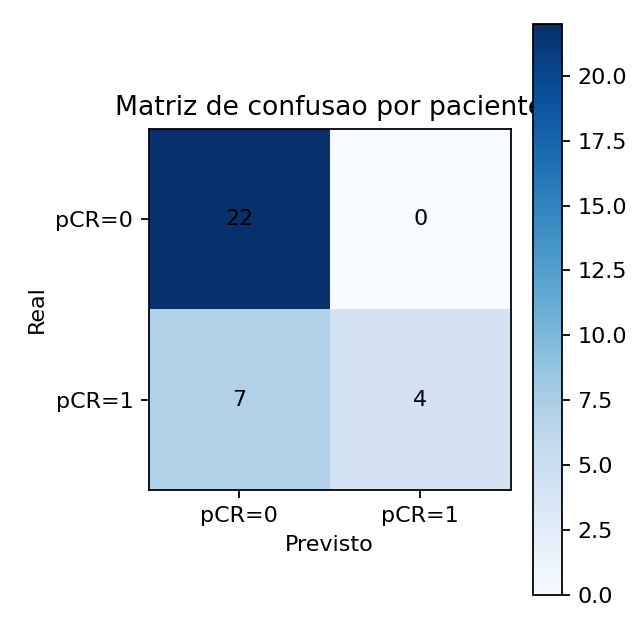 Matriz de confusao por paciente
Real
pCR=0
22
0
pCR=1
7
4
pCR=0
pCR=1
Previsto
20.0
17.5
15.0
12.5
10.0
7.5
5.0
2.5
0.0